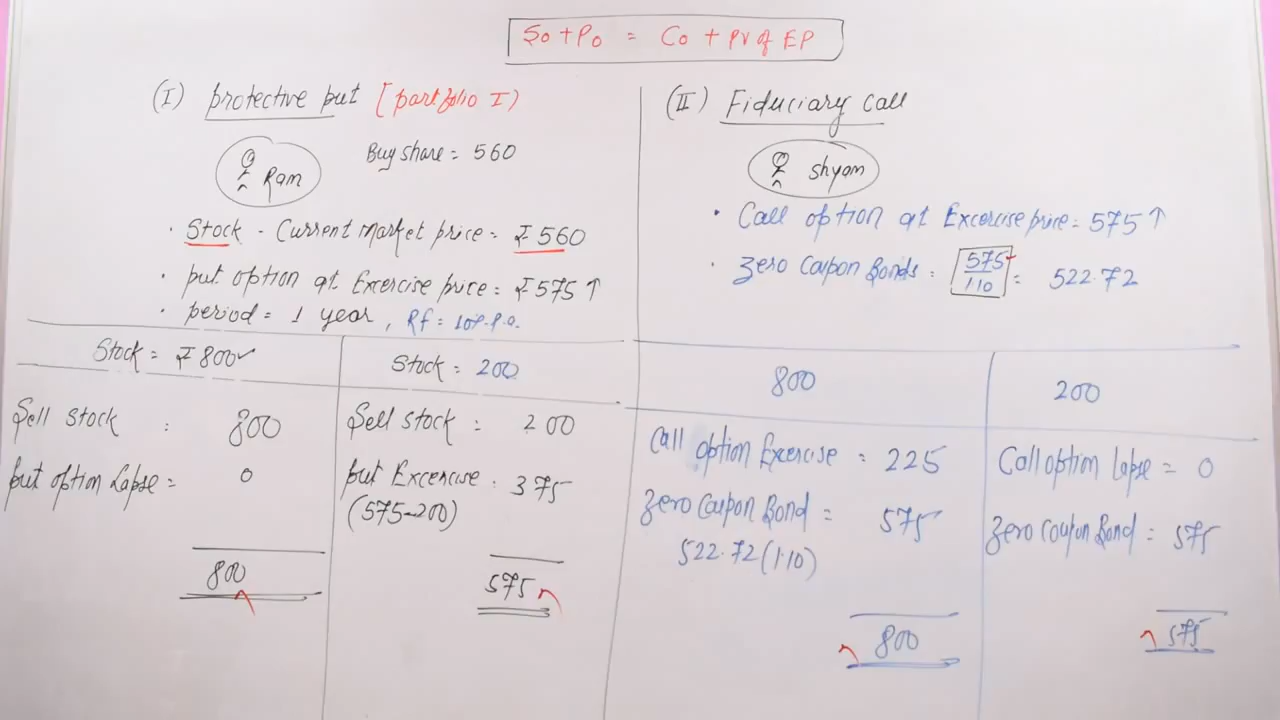 S0 + P0 = C0 + PV of EP
(I) protective put [portfolio I)
Ram
Buy share = 560
· Stock - Current market price = ₹ 560
· put option at Excercise price = ₹ 575 ↑
· period = 1 year, Rf = 10% p.a.
Stock = ₹ 800
Sell stock : 800
put option Lapse = 0
800
Stock = 200
Sell stock : 200
put Excercise . 375
(575-200)
575
(II) Fiduciary call
Shyam
· Call option at Excercise price = 575 ↑
· Zero Coupon Bonds = 575/1.10 = 522.72
800
Call option Exercise = 225
Zero Coupon Bond = 575
522.72 (1.10)
800
200
Call option Lapse = 0
Zero Coupon Bond = 575
575